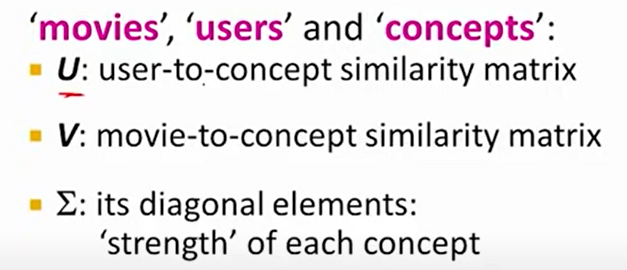 ‘movies’, ‘users’ and ‘concepts’:
U: user-to-concept similarity matrix
V: movie-to-concept similarity matrix
Σ: its diagonal elements:
‘strength’ of each concept